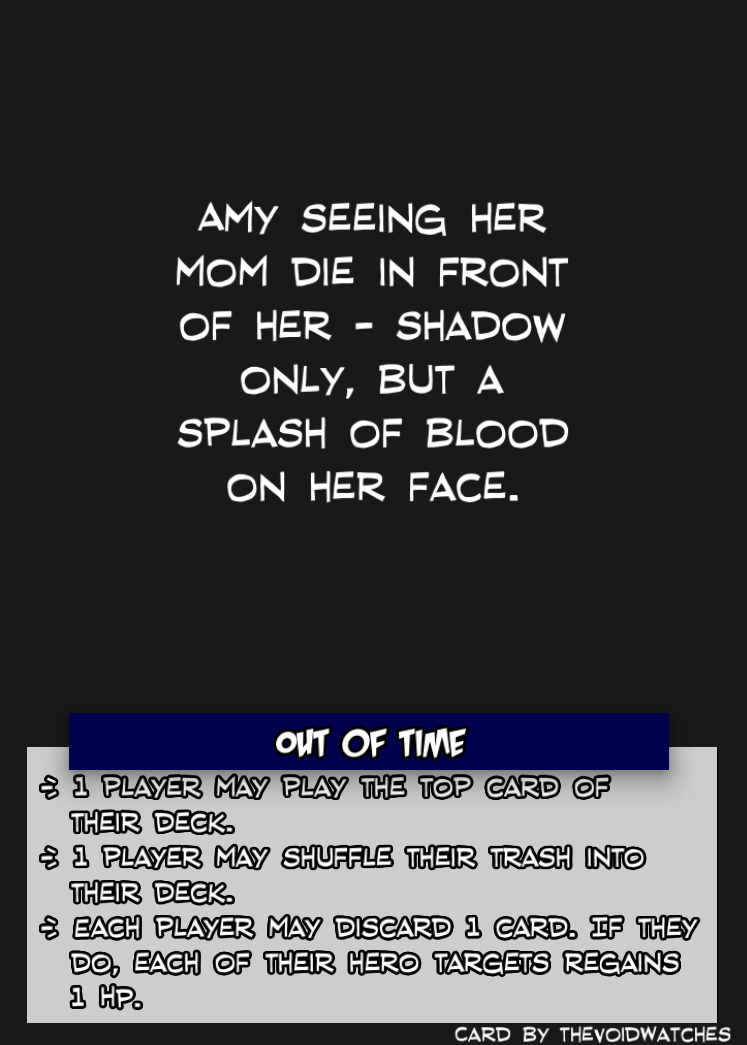 AMY SEEING HER
MOM DIE IN FRONT
OF HER - SHADOW
ONLY, BUT A
SPLASH OF BLOOD
ON HER FACE.
OUT OF TIME
➩ 1 PLAYER MAY PLAY THE TOP CARD OF
THEIR DECK.
➩ 1 PLAYER MAY SHUFFLE THEIR TRASH INTO
THEIR DECK.
➩ EACH PLAYER MAY DISCARD 1 CARD. IF THEY
DO, EACH OF THEIR HERO TARGETS REGAINS
1 HP.
CARD BY THEVOIDWATCHES